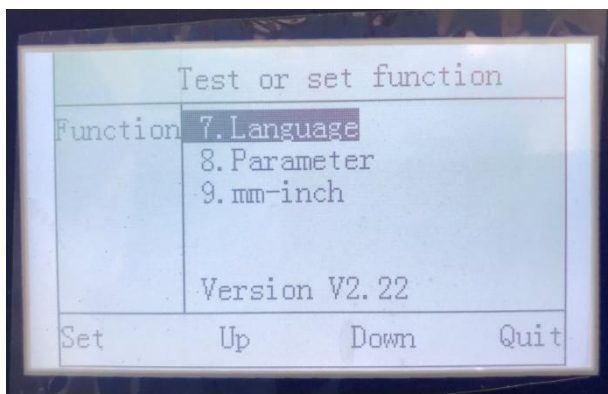 Test or set function
Function 7.Language
8.Parameter
9.mm-inch
Version V2.22
Set Up Down Quit